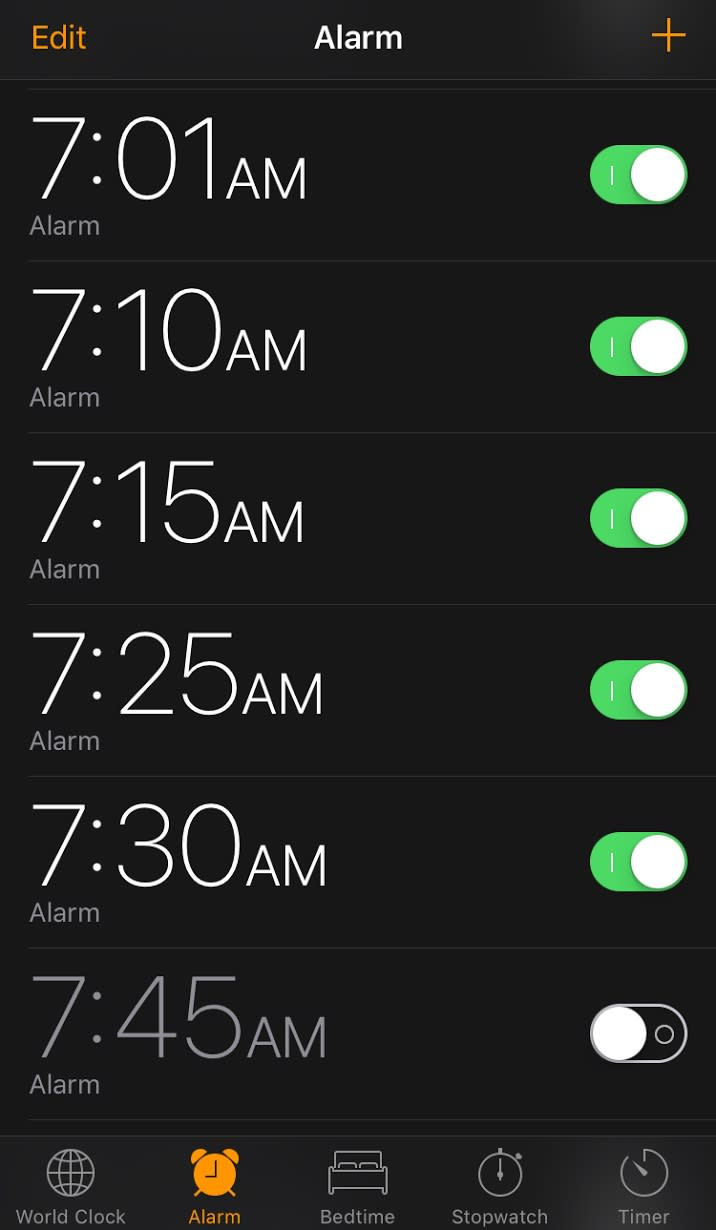 Edit Alarm +
7:01AM
Alarm
7:10AM
Alarm
7:15AM
Alarm
7:25AM
Alarm
7:30AM
Alarm
7:45AM
Alarm
World Clock Alarm Bedtime Stopwatch Timer